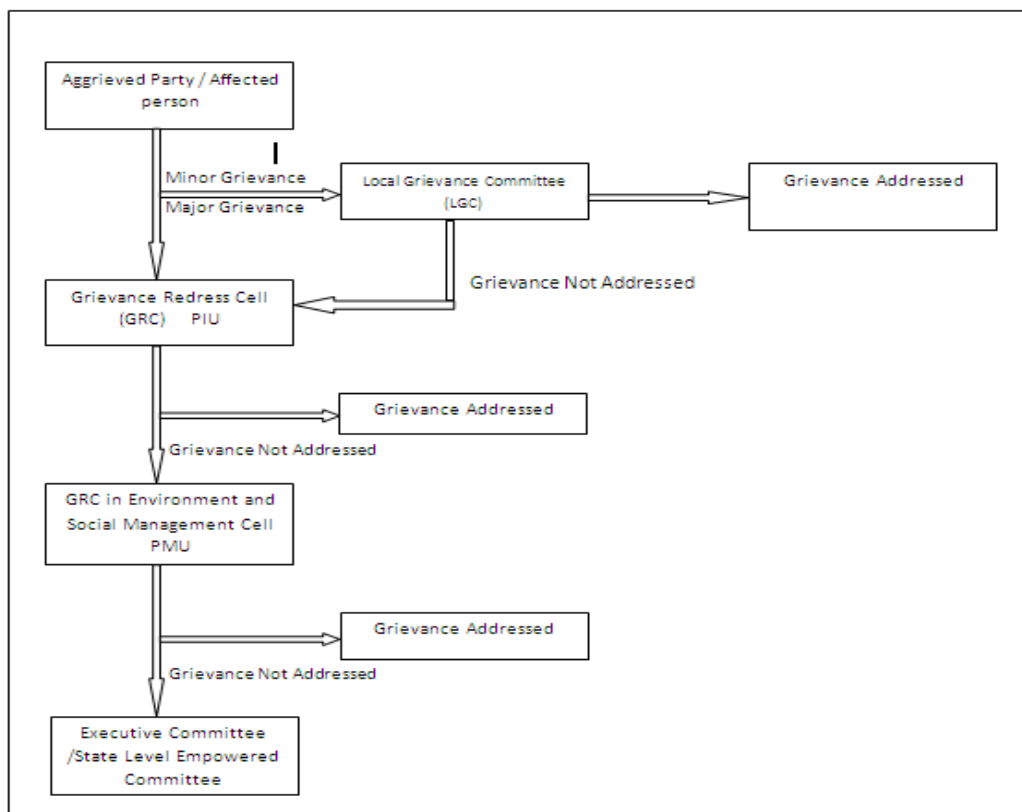 Aggrieved Party / Affected
person
Minor Grievance
Major Grievance
Local Grievance Committee
(LGC)
Grievance Addressed
Grievance Not Addressed
Grievance Redress Cell
(GRC) PIU
Grievance Addressed
Grievance Not Addressed
GRC in Environment and
Social Management Cell
PMU
Grievance Addressed
Grievance Not Addressed
Executive Committee
/State Level Empowered
Committee